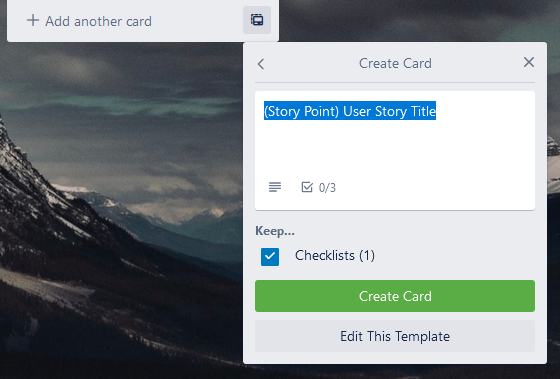 Add another card
Create Card
(Story Point) User Story Title
0/3
Keep...
Checklists (1)
Create Card
Edit This Template